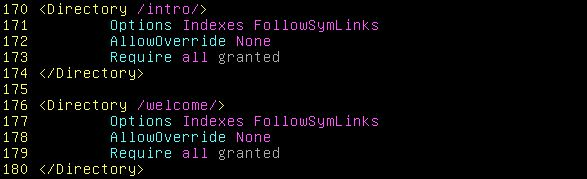 170 <Directory /intro/>
171         Options Indexes FollowSymLinks
172         AllowOverride None
173         Require all granted
174 </Directory>
175
176 <Directory /welcome/>
177         Options Indexes FollowSymLinks
178         AllowOverride None
179         Require all granted
180 </Directory>